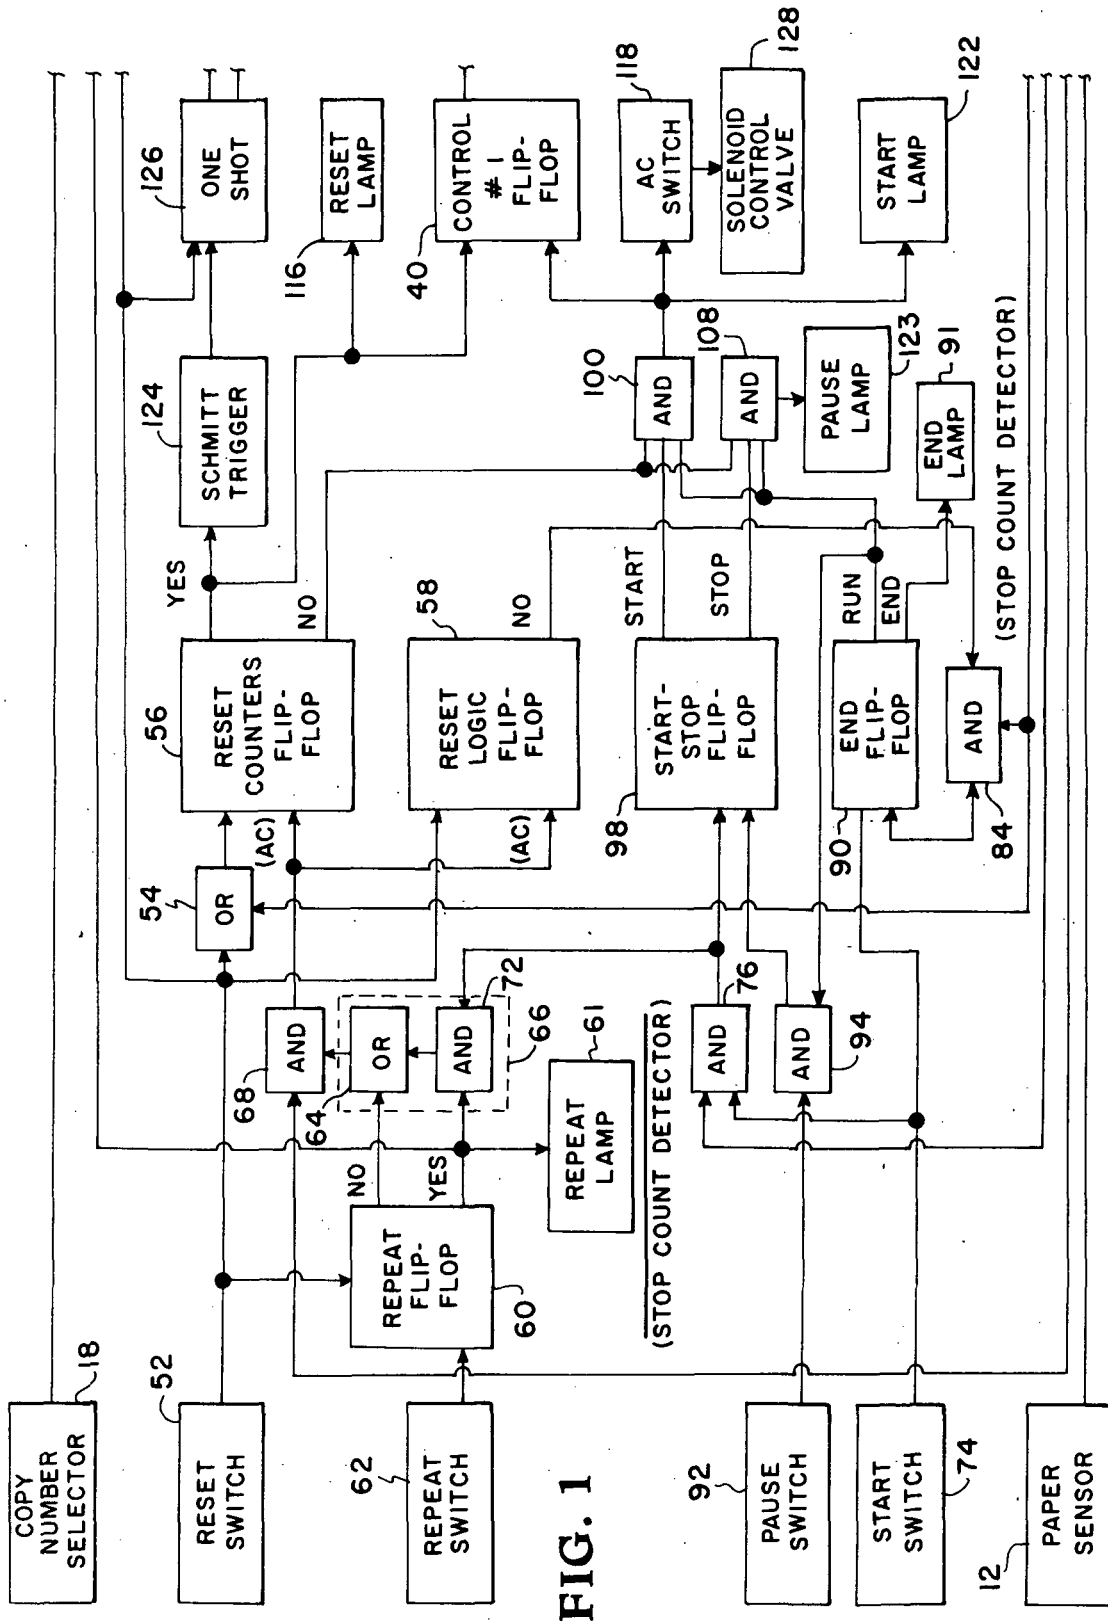 COPY
NUMBER
SELECTOR
18
RESET
SWITCH
52
REPEAT
SWITCH
62
PAUSE
SWITCH
92
START
SWITCH
74
PAPER
SENSOR
12
FIG. 1
REPEAT
FLIP-
FLOP
60
NO
YES
REPEAT
LAMP
61
(STOP COUNT DETECTOR)
AND
68
OR
64
AND
72
66
AND
76
AND
94
OR
54
(AC)
(AC)
RESET
COUNTERS
FLIP-
FLOP
56
YES
NO
RESET
LOGIC
FLIP-
FLOP
58
NO
START-
STOP
FLIP-
FLOP
98
START
STOP
END
FLIP-
FLOP
90
RUN
END
AND
84
(STOP COUNT DETECTOR)
SCHMITT
TRIGGER
124
AND
100
AND
108
PAUSE
LAMP
123
END
LAMP
91
ONE
SHOT
126
RESET
LAMP
116
CONTROL
# 1
FLIP-
FLOP
40
AC
SWITCH
118
SOLENOID
CONTROL
VALVE
128
START
LAMP
122